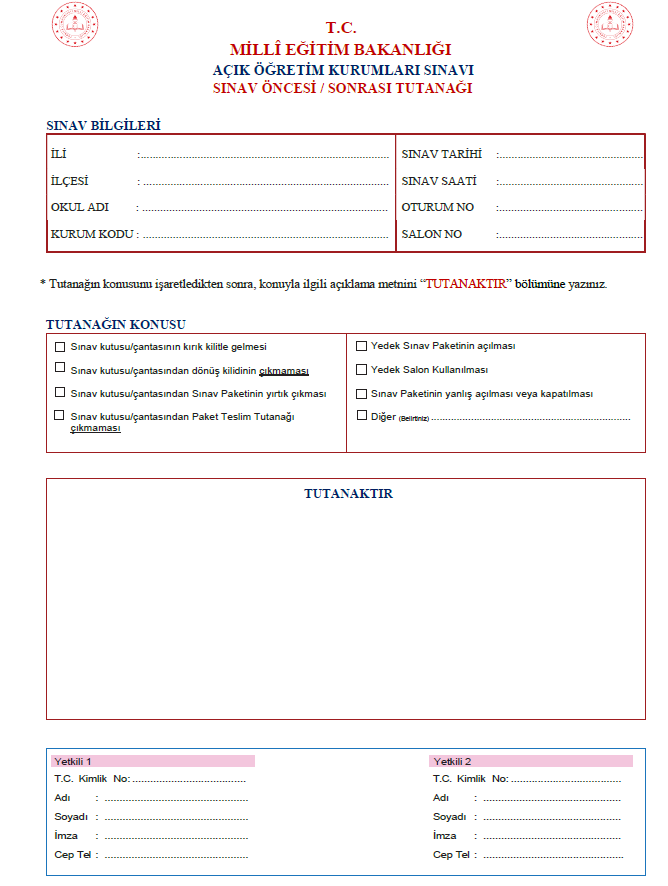 T.C.
MİLLÎ EĞİTİM BAKANLIĞI
AÇIK ÖĞRETİM KURUMLARI SINAVI
SINAV ÖNCESİ / SONRASI TUTANAĞI
SINAV BİLGİLERİ
İLİ :.................................................................................... SINAV TARİHİ :.................................................
İLÇESİ : ................................................................................... SINAV SAATİ :.................................................
OKUL ADI : ................................................................................... OTURUM NO :.................................................
KURUM KODU : ................................................................................... SALON NO :.................................................
* Tutanağın konusunu işaretledikten sonra, konuyla ilgili açıklama metnini “TUTANAKTIR” bölümüne yazınız.
TUTANAĞIN KONUSU
Sınav kutusu/çantasının kırık kilitle gelmesi
Sınav kutusu/çantasından dönüş kilidinin çıkmaması
Sınav kutusu/çantasından Sınav Paketinin yırtık çıkması
Sınav kutusu/çantasından Paket Teslim Tutanağı
çıkmaması
Yedek Sınav Paketinin açılması
Yedek Salon Kullanılması
Sınav Paketinin yanlış açılması veya kapatılması
Diğer (Belirtiniz) ....................................................................
TUTANAKTIR
Yetkili 1
T.C. Kimlik No: ......................................
Adı : ................................................
Soyadı : ................................................
İmza : ................................................
Cep Tel : ................................................
Yetkili 2
T.C. Kimlik No: .....................................
Adı : ..............................................
Soyadı : ..............................................
İmza : ..............................................
Cep Tel : ...............................................